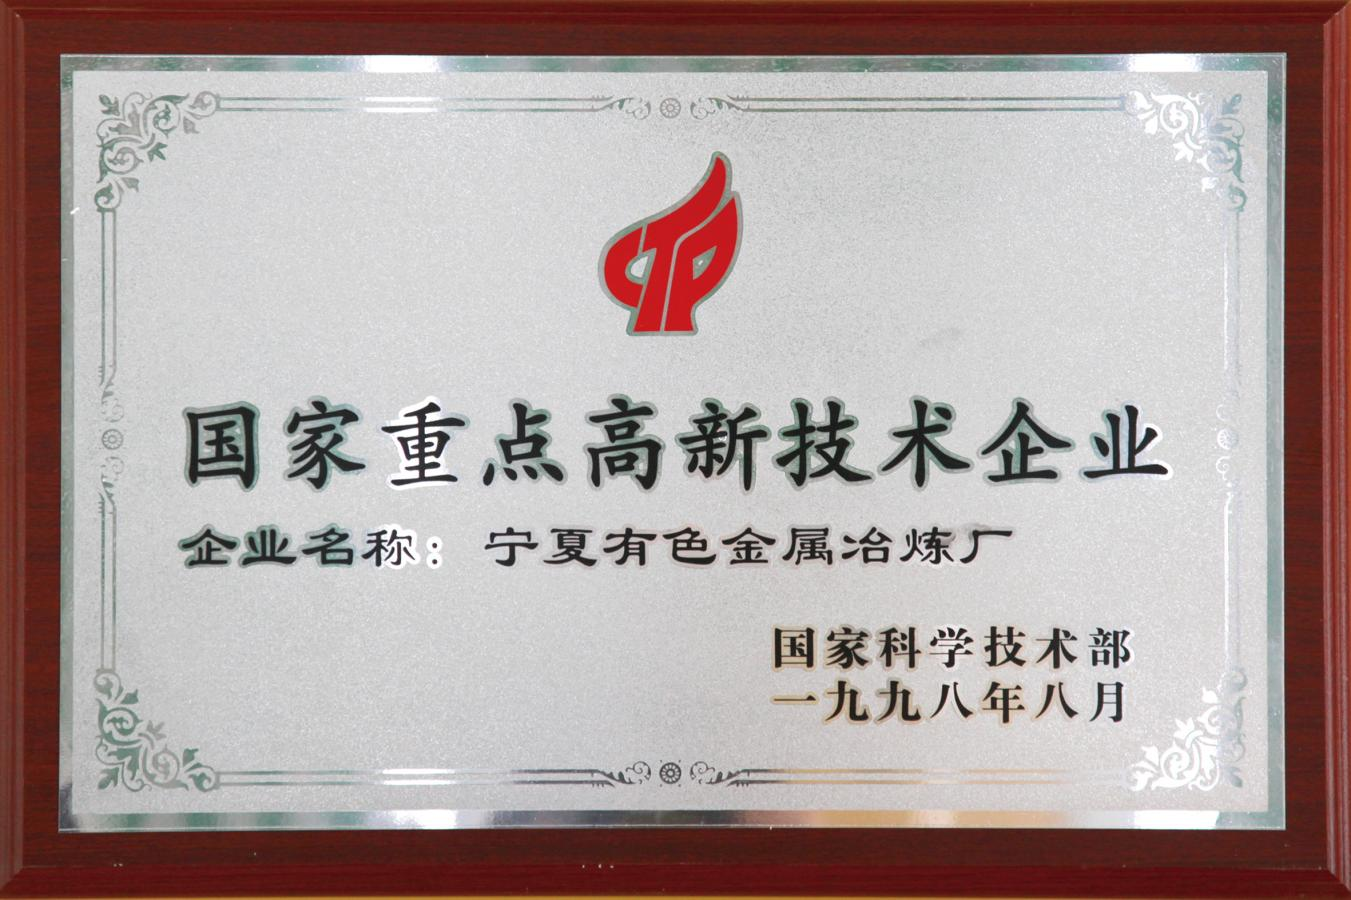 国家重点高新技术企业
企业名称：宁夏有色金属冶炼厂
国家科学技术部
一九九八年八月